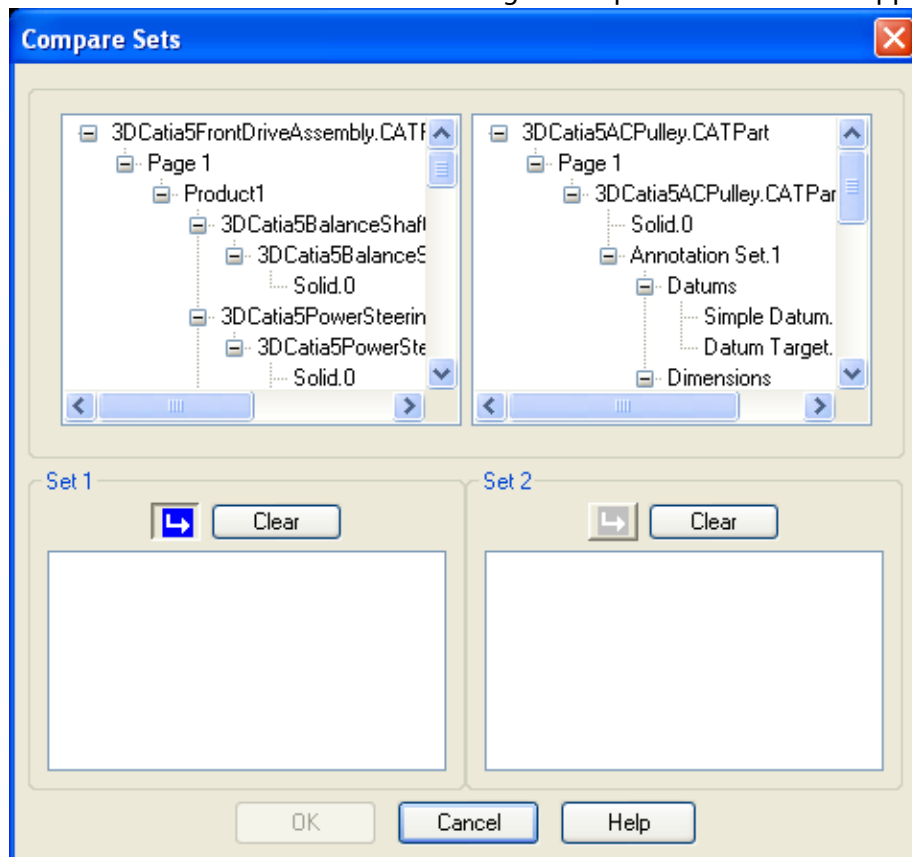 Compare Sets
3DCatia5FrontDriveAssembly.CATF
Page 1
Product1
3DCatia5BalanceShaft
3DCatia5BalanceS
Solid.0
3DCatia5PowerSteerin
3DCatia5PowerSte
Solid.0
3DCatia5ACPulley.CATPart
Page 1
3DCatia5ACPulley.CATPar
Solid.0
Annotation Set.1
Datums
Simple Datum.
Datum Target.
Dimensions
Set 1
Clear
Set 2
Clear
OK
Cancel
Help